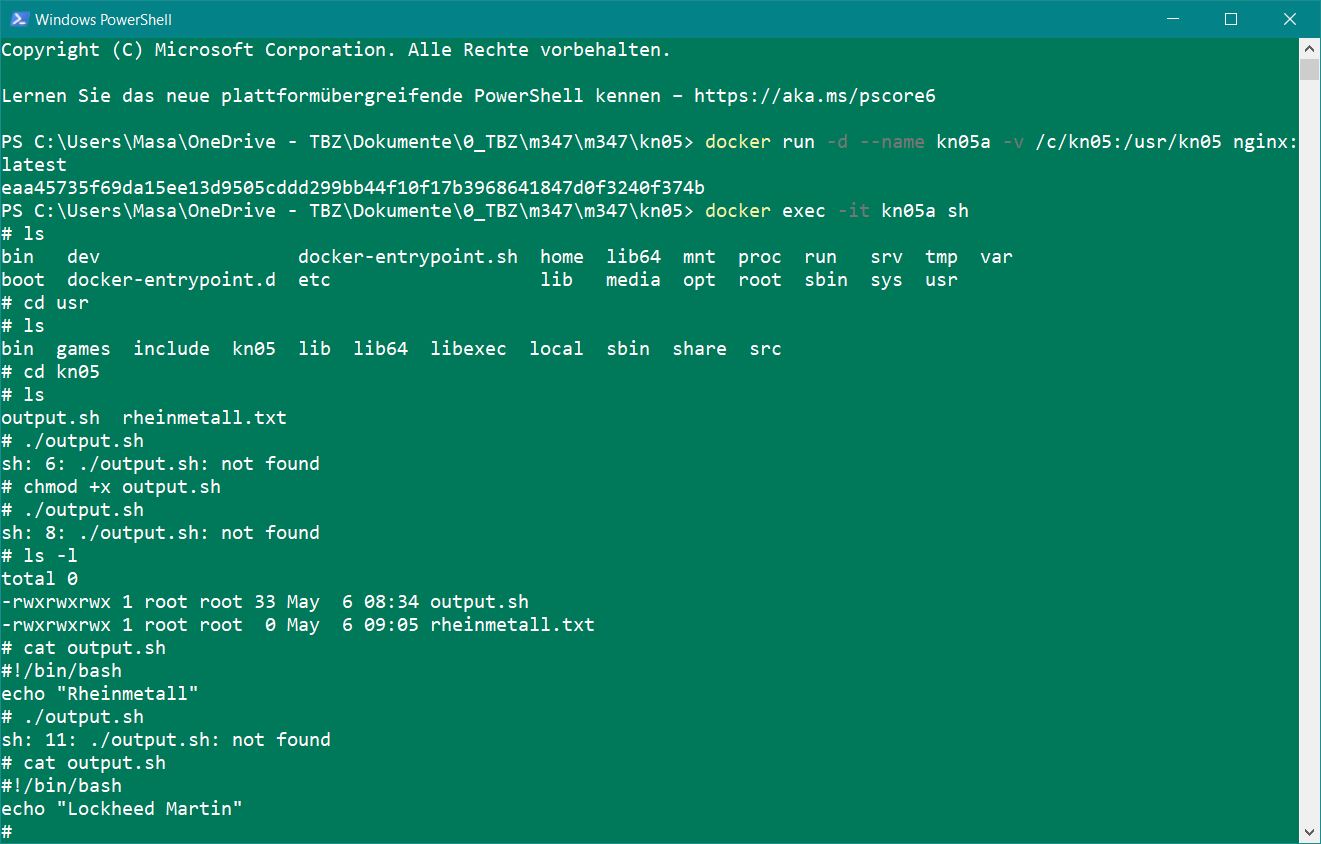 Windows PowerShell
Copyright (C) Microsoft Corporation. Alle Rechte vorbehalten.
Lernen Sie das neue plattformübergreifende PowerShell kennen – https://aka.ms/pscore6
PS C:\Users\Masa\OneDrive - TBZ\Dokumente\0_TBZ\m347\m347\kn05> docker run -d --name kn05a -v /c/kn05:/usr/kn05 nginx:
latest
eaa45735f69da15ee13d9505cddd299bb44f10f17b3968641847d0f3240f374b
PS C:\Users\Masa\OneDrive - TBZ\Dokumente\0_TBZ\m347\m347\kn05> docker exec -it kn05a sh
# ls
bin   dev                  docker-entrypoint.sh  home  lib64  mnt  proc  run   srv  tmp  var
boot  docker-entrypoint.d  etc                   lib   media  opt  root  sbin  sys  usr
# cd usr
# ls
bin  games  include  kn05  lib  lib64  libexec  local  sbin  share  src
# cd kn05
# ls
output.sh  rheinmetall.txt
# ./output.sh
sh: 6: ./output.sh: not found
# chmod +x output.sh
# ./output.sh
sh: 8: ./output.sh: not found
# ls -l
total 0
-rwxrwxrwx 1 root root 33 May  6 08:34 output.sh
-rwxrwxrwx 1 root root  0 May  6 09:05 rheinmetall.txt
# cat output.sh
#!/bin/bash
echo "Rheinmetall"
# ./output.sh
sh: 11: ./output.sh: not found
# cat output.sh
#!/bin/bash
echo "Lockheed Martin"
#